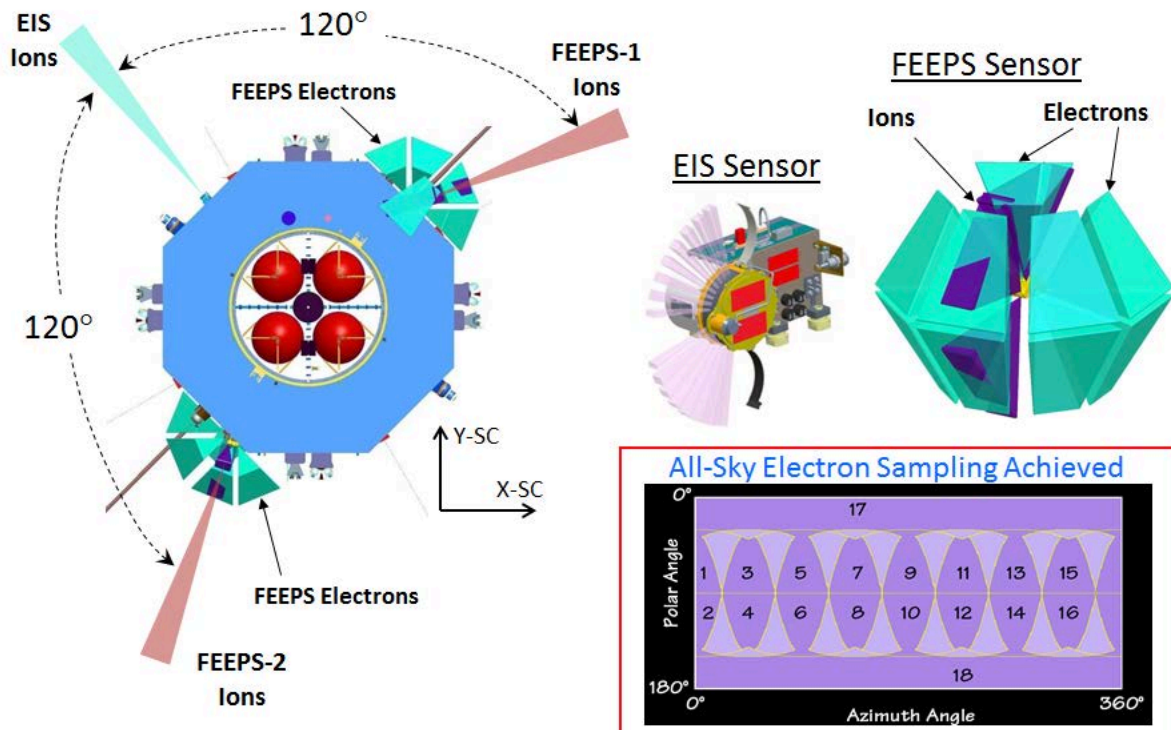 EIS
Ions
120°
FEEPS-1
Ions
FEEPS Electrons
120°
Y-SC
X-SC
FEEPS Electrons
FEEPS-2
Ions
EIS Sensor
FEEPS Sensor
Ions
Electrons
All-Sky Electron Sampling Achieved
0°
17
Polar Angle
1 3 5 7 9 11 13 15
2 4 6 8 10 12 14 16
18
180°
0°
360°
Azimuth Angle